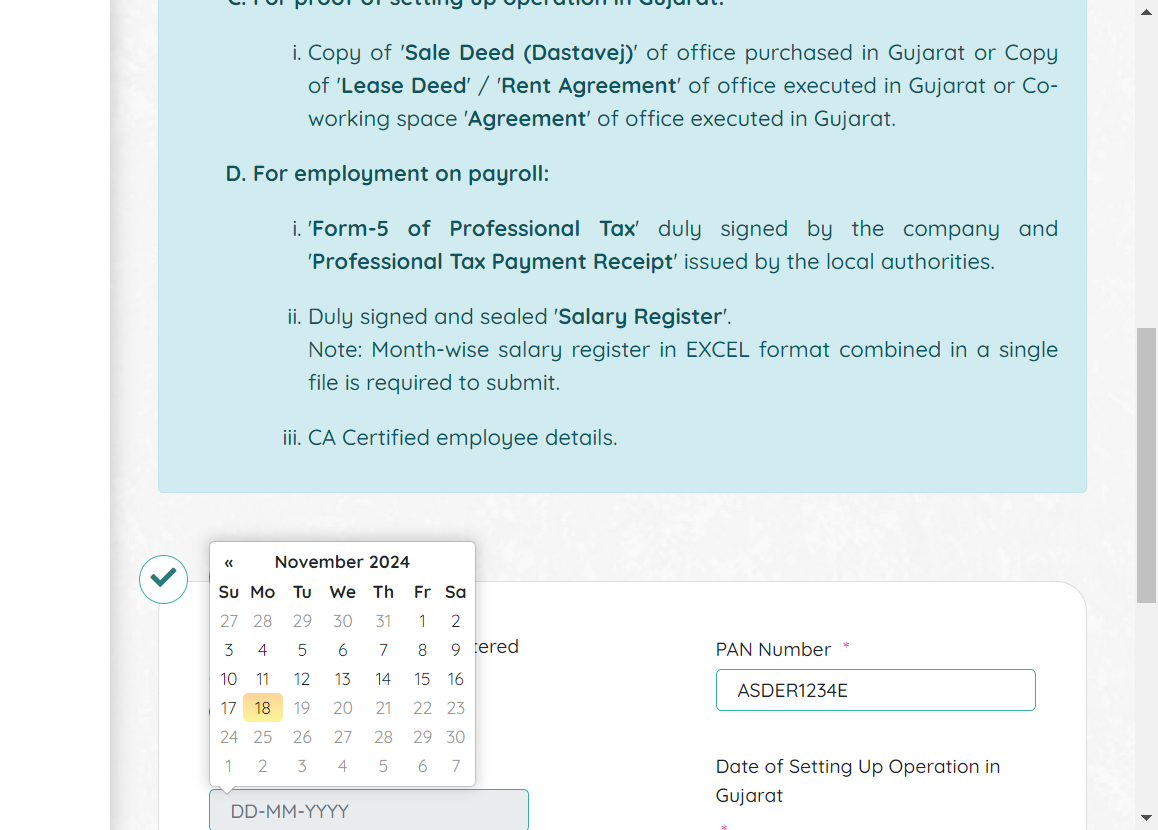 C. For proof of setting up operation in Gujarat:
i. Copy of 'Sale Deed (Dastavej)' of office purchased in Gujarat or Copy
of 'Lease Deed' / 'Rent Agreement' of office executed in Gujarat or Co-
working space 'Agreement' of office executed in Gujarat.
D. For employment on payroll:
i. 'Form-5 of Professional Tax' duly signed by the company and
'Professional Tax Payment Receipt' issued by the local authorities.
ii. Duly signed and sealed 'Salary Register'.
Note: Month-wise salary register in EXCEL format combined in a single
file is required to submit.
iii. CA Certified employee details.
« November 2024
Su Mo Tu We Th Fr Sa
27 28 29 30 31 1 2
3 4 5 6 7 8 9
10 11 12 13 14 15 16
17 18 19 20 21 22 23
24 25 26 27 28 29 30
1 2 3 4 5 6 7
DD-MM-YYYY
PAN Number *
ASDER1234E
Date of Setting Up Operation in
Gujarat
*